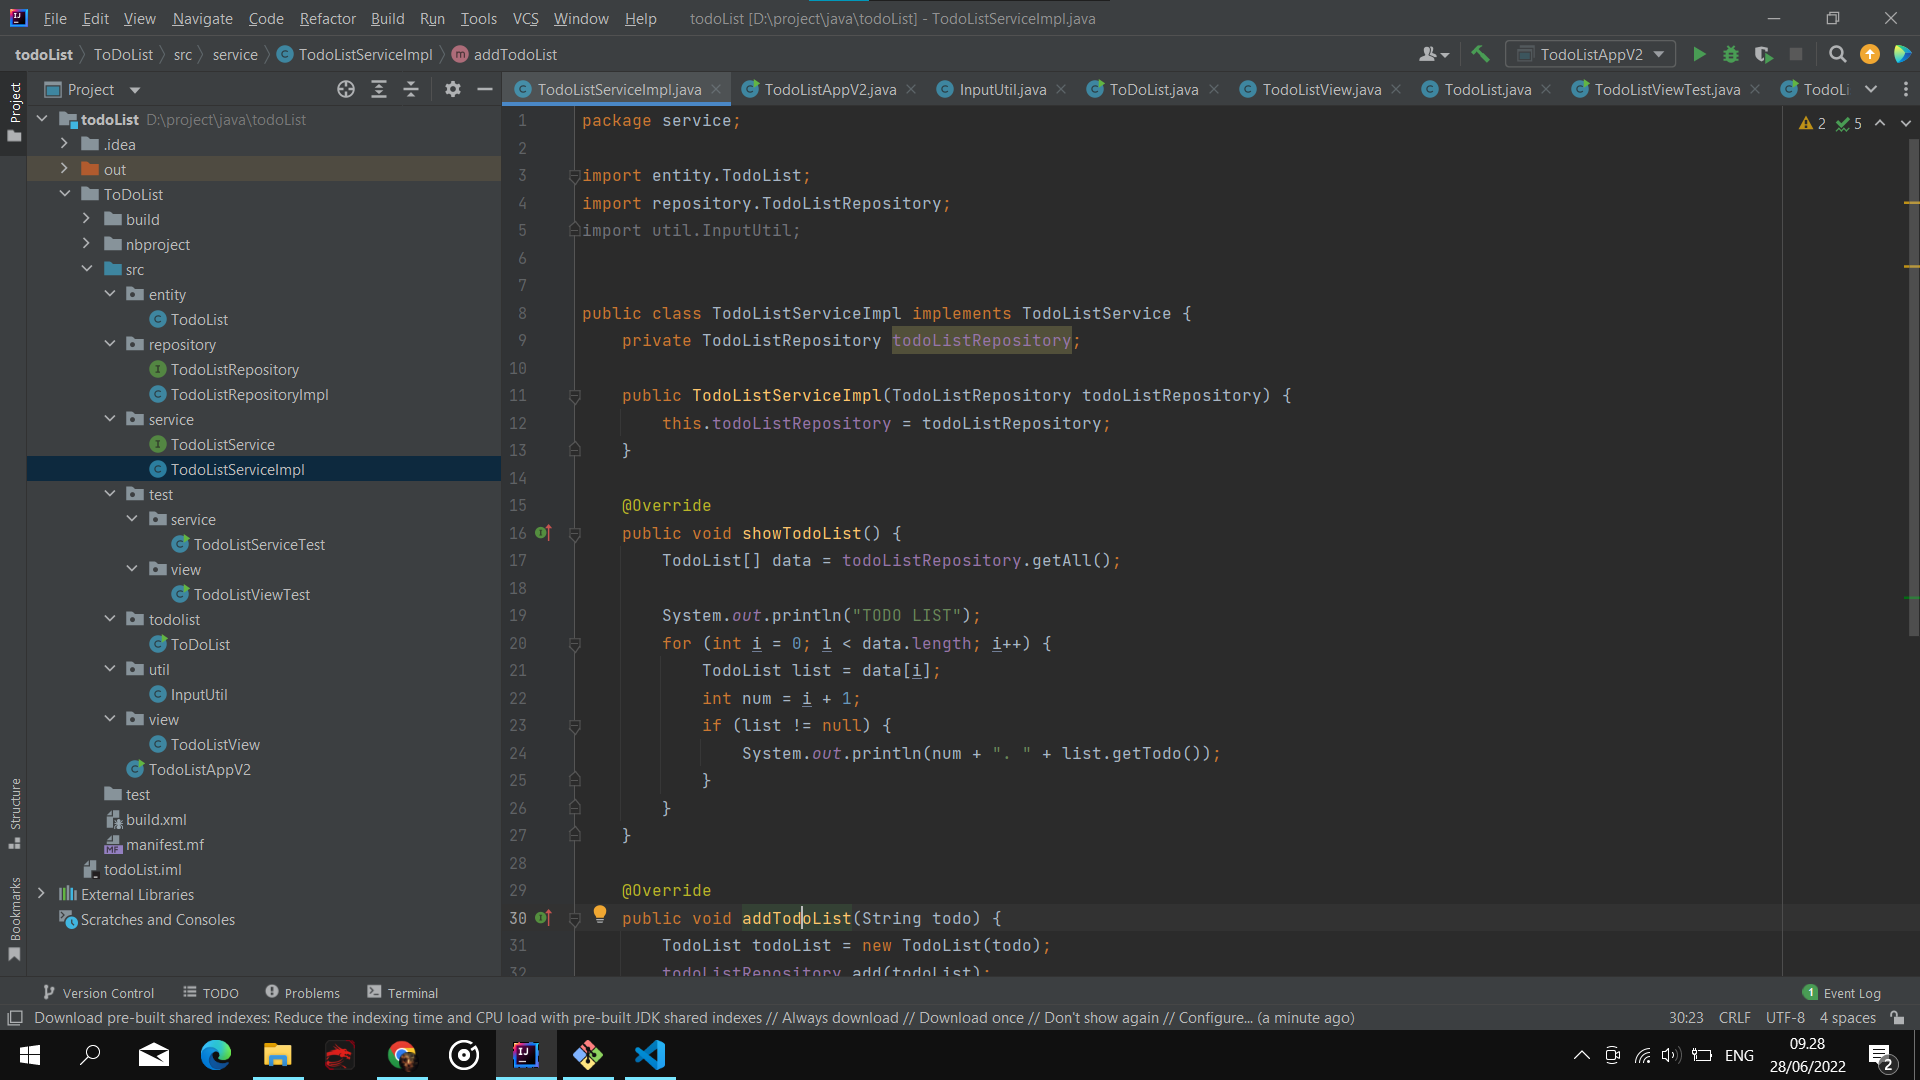 File Edit View Navigate Code Refactor Build Run Tools VCS Window Help todoList [D:\project\java\todoList] - TodoListServiceImpl.java
todoList ToDoList src service TodoListServiceImpl addTodoList TodoListAppV2
Project
TodoListServiceImpl.java TodoListAppV2.java InputUtil.java ToDoList.java TodoListView.java TodoList.java TodoListViewTest.java TodoLi
Project
todoList D:\project\java\todoList
.idea
out
ToDoList
build
nbproject
src
entity
TodoList
repository
TodoListRepository
TodoListRepositoryImpl
service
TodoListService
TodoListServiceImpl
test
service
TodoListServiceTest
view
TodoListViewTest
todolist
ToDoList
util
InputUtil
view
TodoListView
TodoListAppV2
test
build.xml
manifest.mf
todoList.iml
External Libraries
Scratches and Consoles
Structure
Bookmarks
2 5
1 package service;
2
3 import entity.TodoList;
4 import repository.TodoListRepository;
5 import util.InputUtil;
6
7
8 public class TodoListServiceImpl implements TodoListService {
9 private TodoListRepository todoListRepository;
10
11 public TodoListServiceImpl(TodoListRepository todoListRepository) {
12 this.todoListRepository = todoListRepository;
13 }
14
15 @Override
16 public void showTodoList() {
17 TodoList[] data = todoListRepository.getAll();
18
19 System.out.println("TODO LIST");
20 for (int i = 0; i < data.length; i++) {
21 TodoList list = data[i];
22 int num = i + 1;
23 if (list != null) {
24 System.out.println(num + ". " + list.getTodo());
25 }
26 }
27 }
28
29 @Override
30 public void addTodoList(String todo) {
31 TodoList todoList = new TodoList(todo);
32 todoListRepository.add(todoList);
Version Control TODO Problems Terminal 1 Event Log
Download pre-built shared indexes: Reduce the indexing time and CPU load with pre-built JDK shared indexes // Always download // Download once // Don't show again // Configure... (a minute ago) 30:23 CRLF UTF-8 4 spaces
ENG 09.28
28/06/2022
2